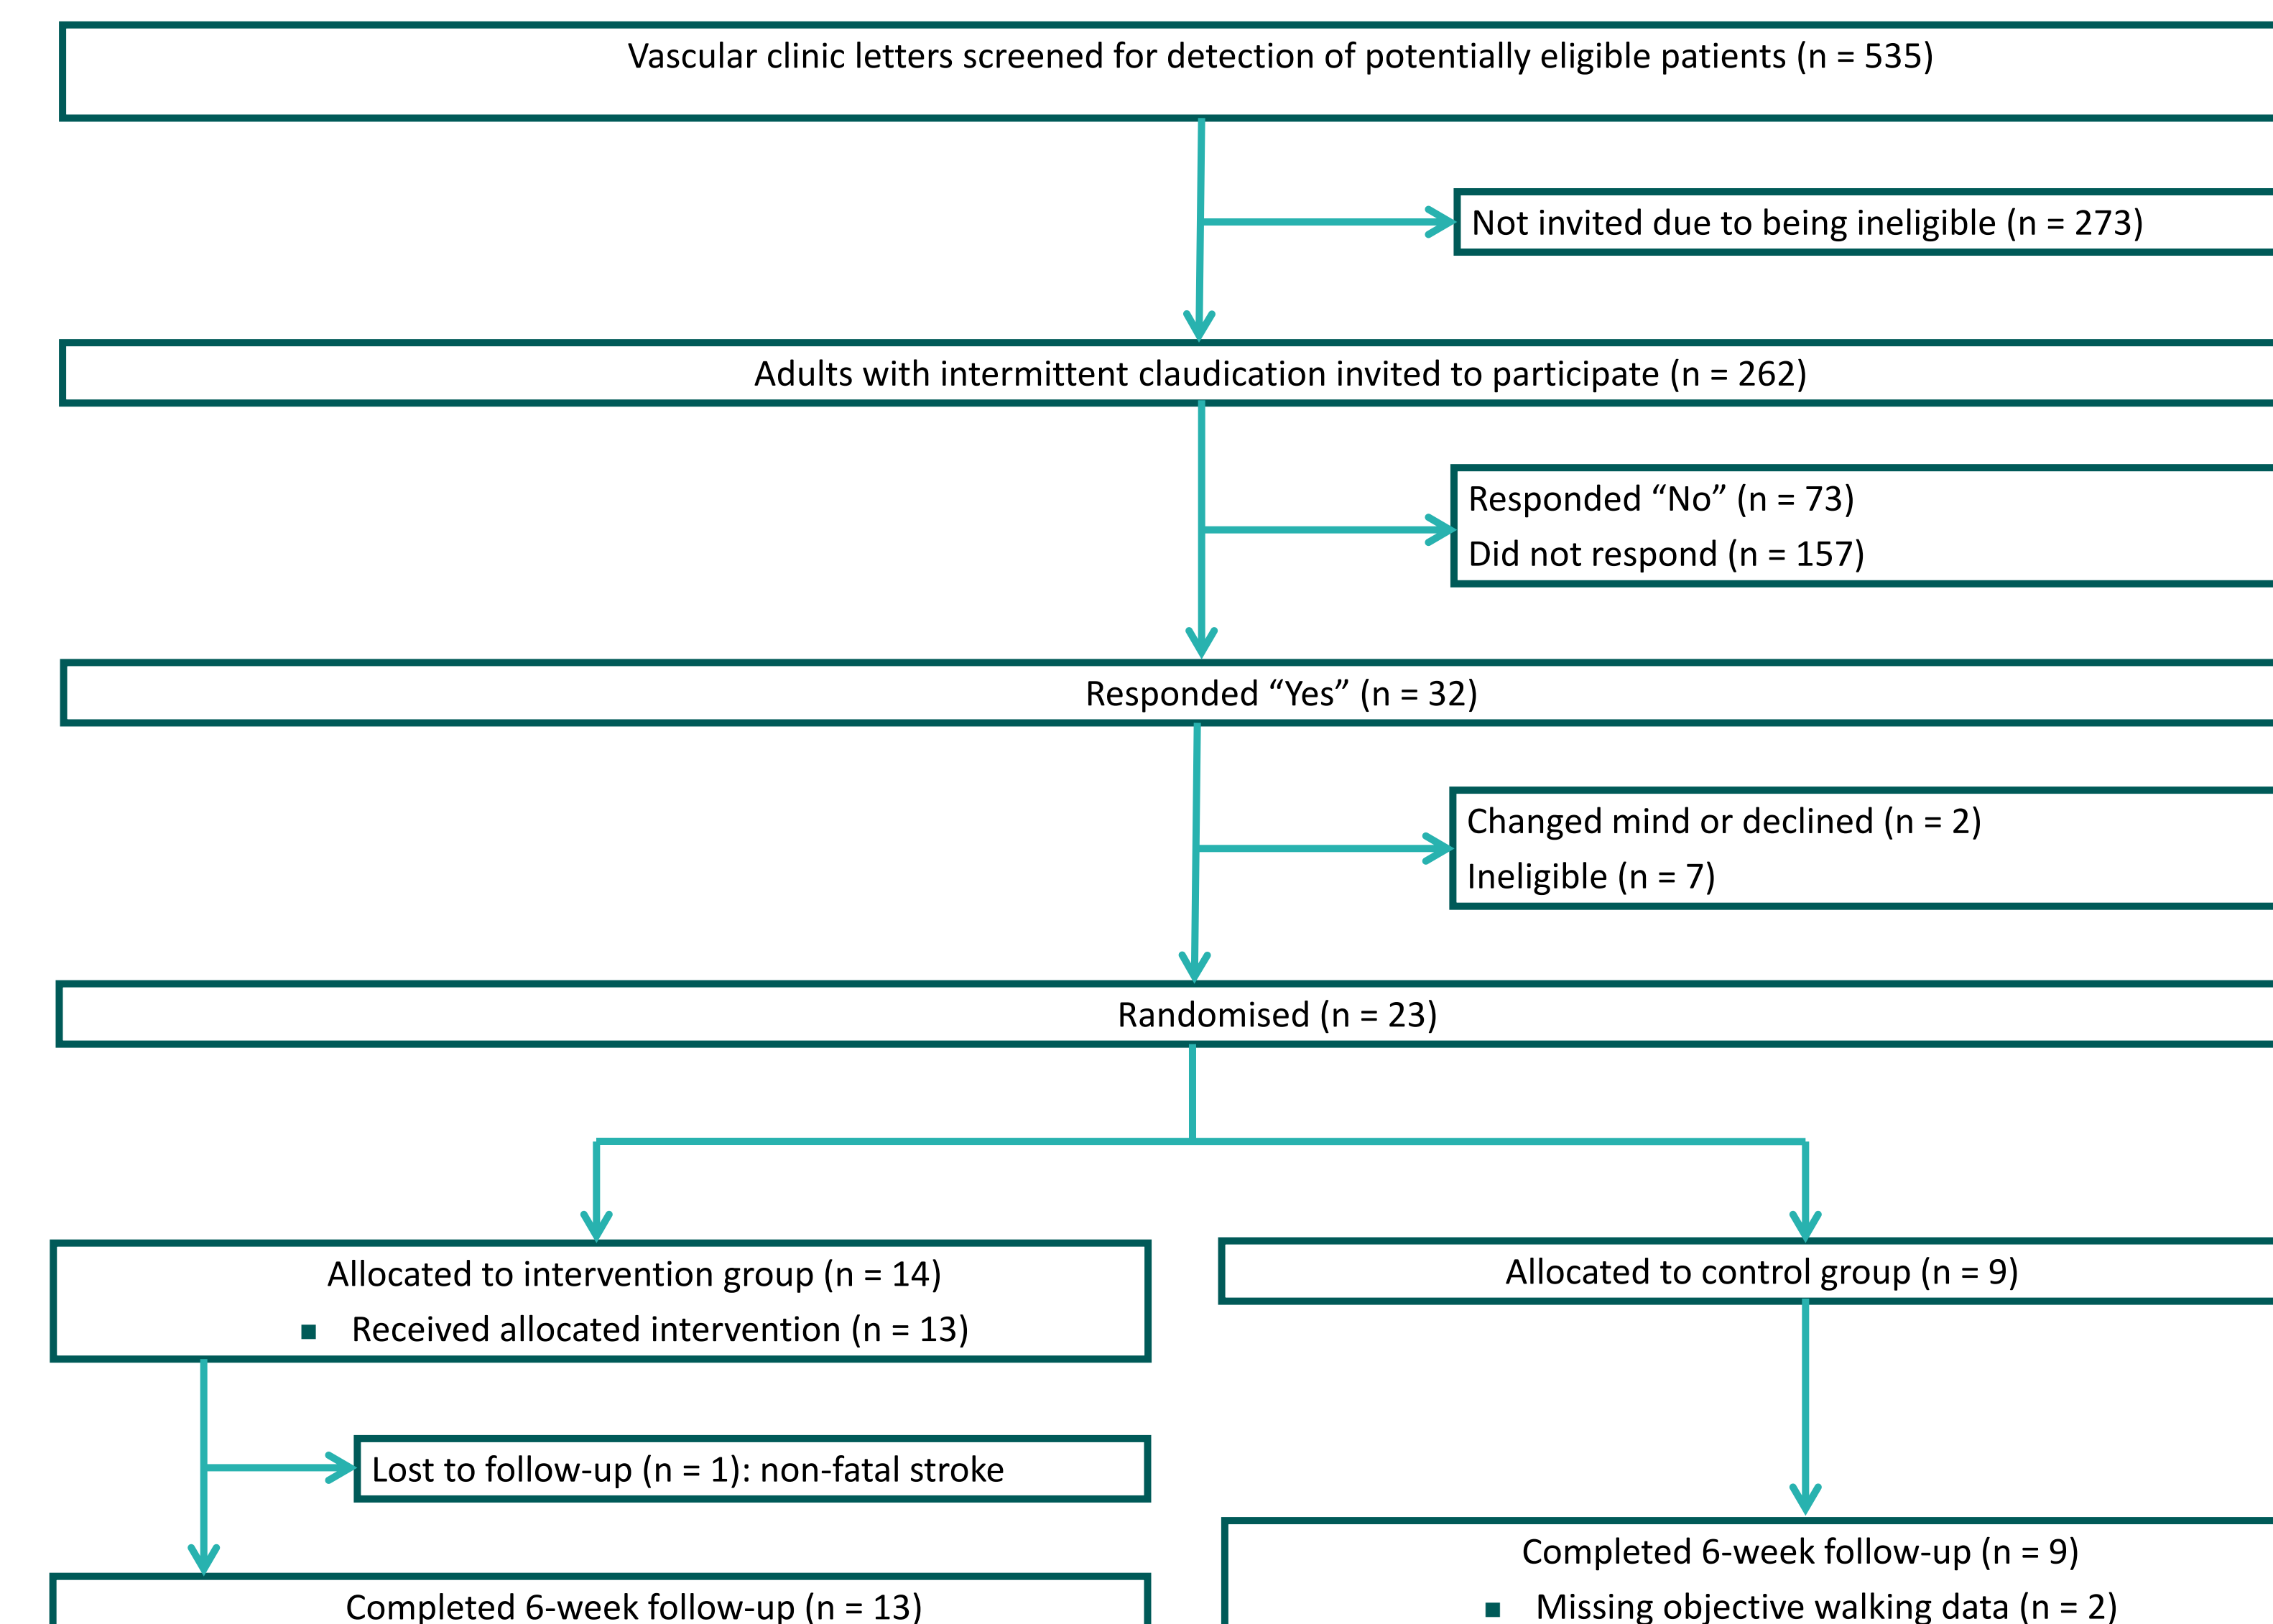 Vascular clinic letters screened for detection of potentially eligible patients (n = 535)
Not invited due to being ineligible (n = 273)
Adults with intermittent claudication invited to participate (n = 262)
Responded “No” (n = 73)
Did not respond (n = 157)
Responded “Yes” (n = 32)
Changed mind or declined (n = 2)
Ineligible (n = 7)
Randomised (n = 23)
Allocated to intervention group (n = 14)
▪ Received allocated intervention (n = 13)
Allocated to control group (n = 9)
Lost to follow-up (n = 1): non-fatal stroke
Completed 6-week follow-up (n = 13)
Completed 6-week follow-up (n = 9)
▪ Missing objective walking data (n = 2)